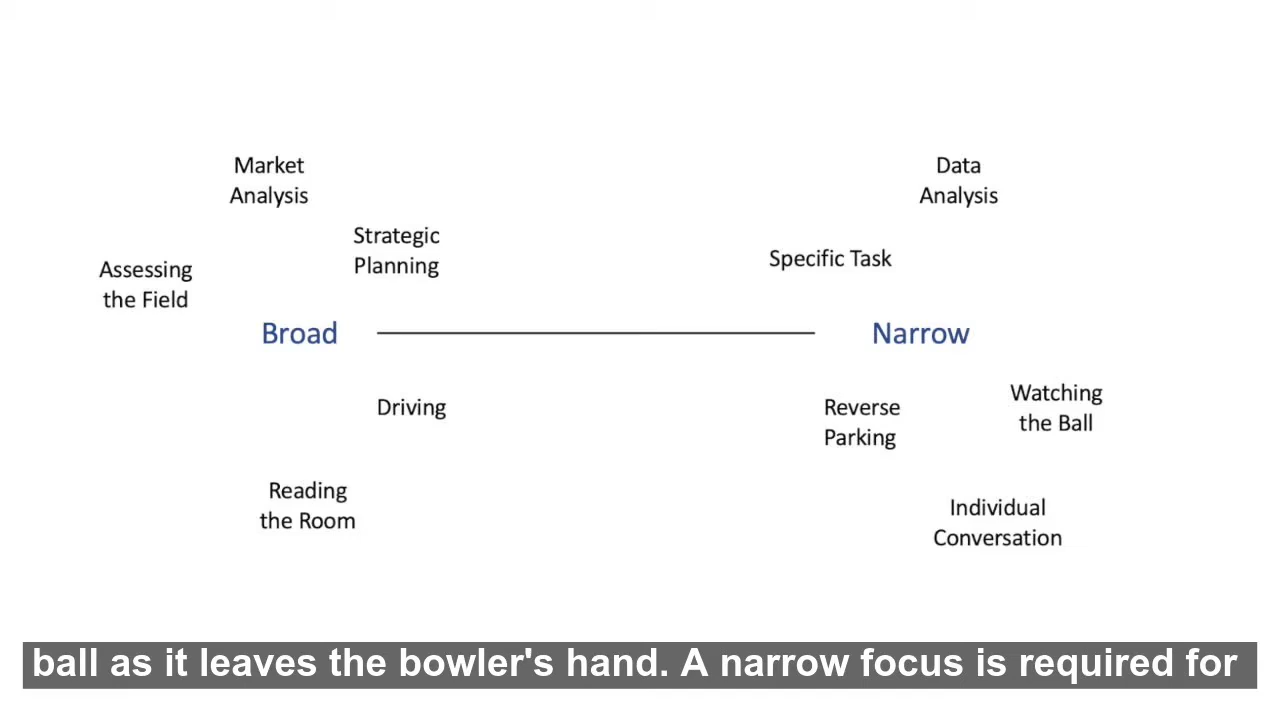 Market
Analysis
Strategic
Planning
Assessing
the Field
Broad
Driving
Reading
the Room
Data
Analysis
Specific Task
Narrow
Watching
the Ball
Reverse
Parking
Individual
Conversation
ball as it leaves the bowler's hand. A narrow focus is required for